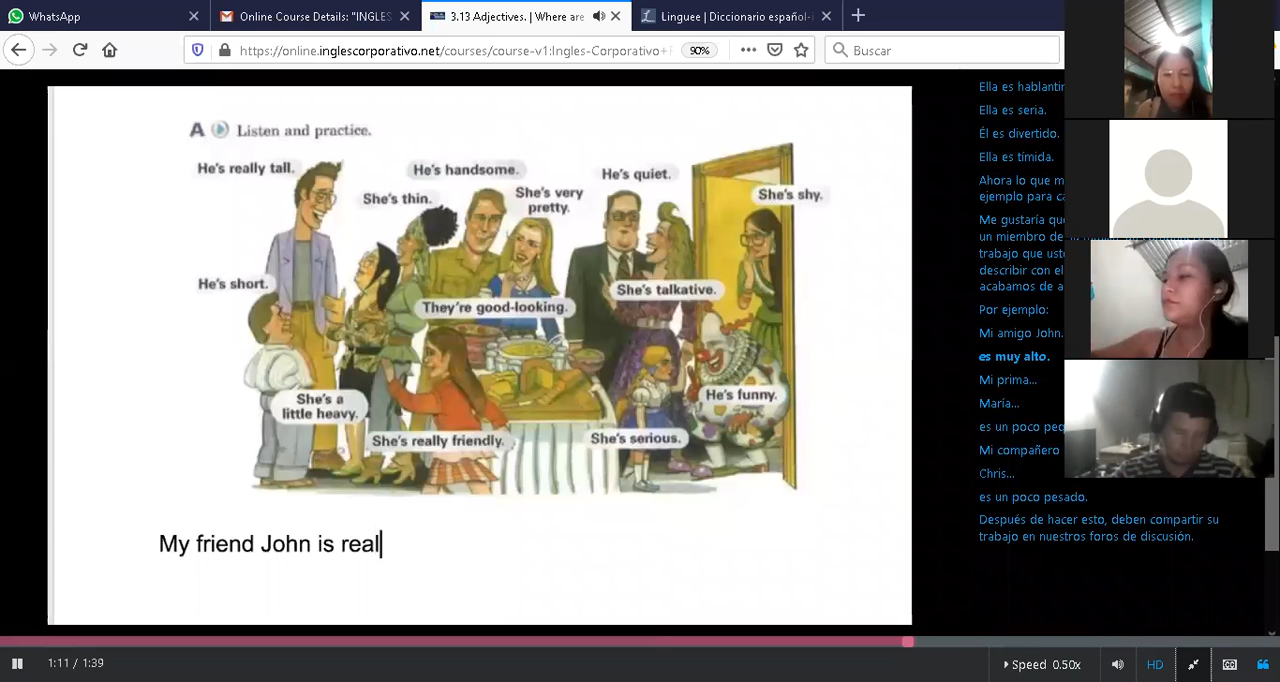 WhatsApp
Online Course Details: "INGLES
3.13 Adjectives. | Where are
Linguee | Diccionario español-
https://online.inglescorporativo.net/courses/course-v1:Ingles-Corporativo+
90%
Buscar
A Listen and practice.
He's really tall.
He's handsome.
He's quiet.
She's thin.
She's very
pretty.
She's shy.
He's short.
They're good-looking.
She's talkative.
She's a
little heavy.
He's funny.
She's really friendly.
She's serious.
My friend John is real
Ella es
Ella es seria.
Él es divertido.
Ella es tímida.
Ahora lo que
ejemplo para
Me gustaría
un miembro de
trabajo que
describir con el
acabamos de
Por ejemplo:
Mi amigo John.
es muy alto.
Mi prima...
María...
es un poco
Mi compañero
Chris...
es un poco pesado.
Después de hacer esto, deben compartir su
trabajo en nuestros foros de discusión.
1:11 / 1:39
Speed 0.50x
HD